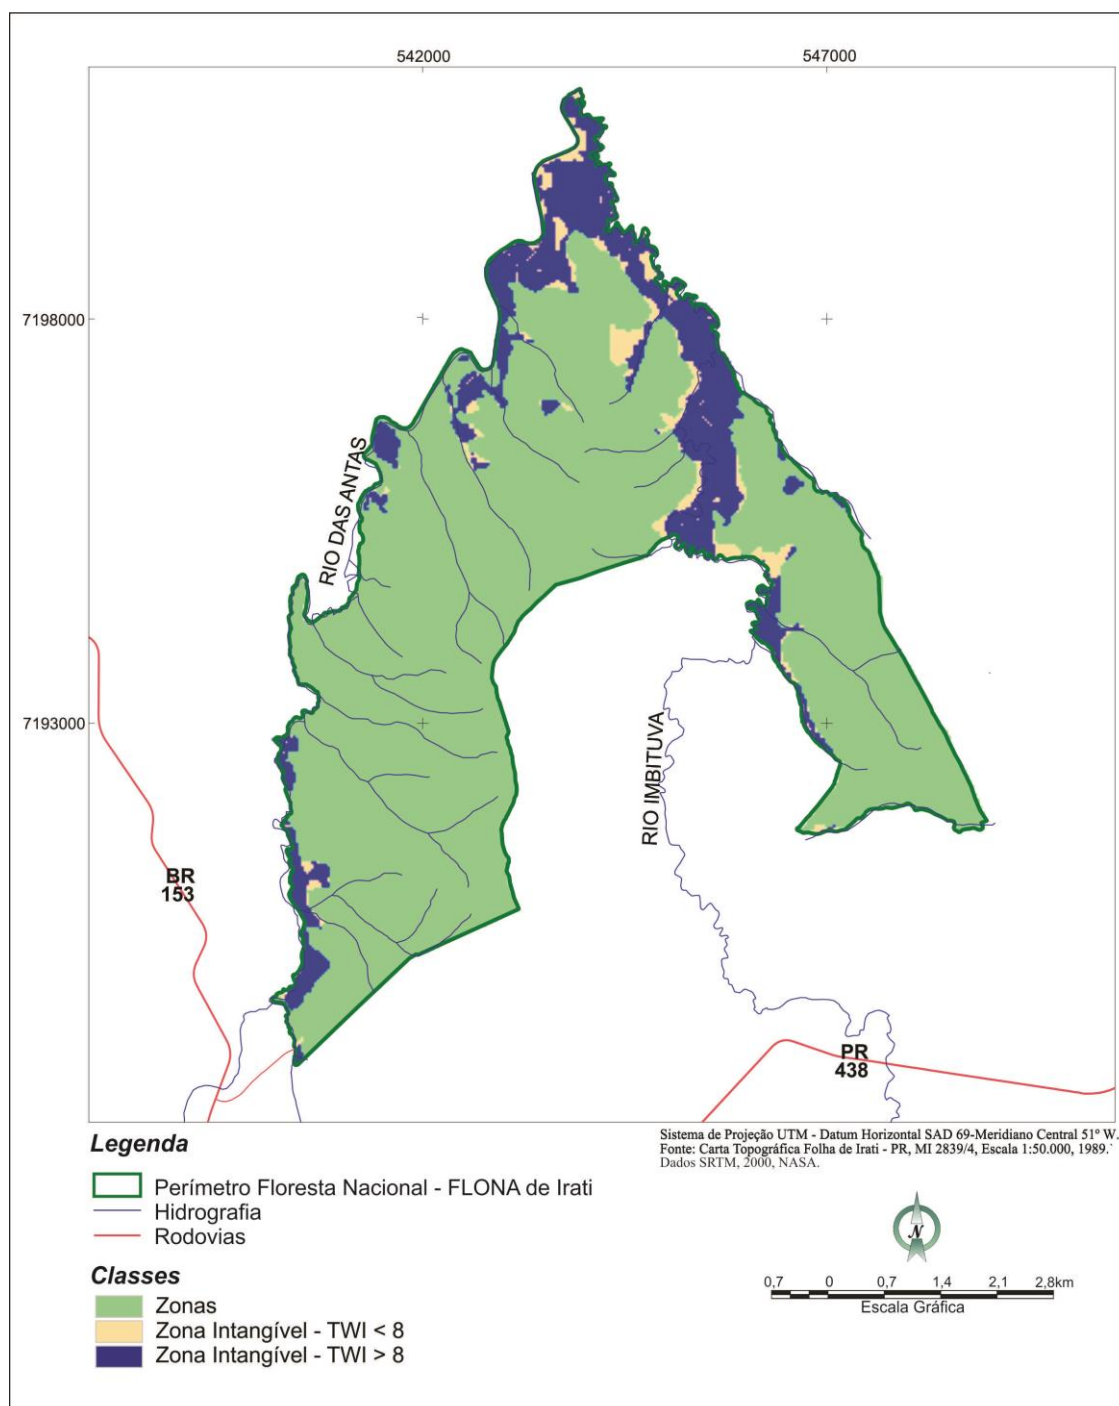 542000
547000
7198000
RIO DAS ANTAS
7193000
RIO IMBITUVA
BR
153
PR
438
Legenda
Perímetro Floresta Nacional - FLONA de Irati
Hidrografia
Rodovias
Classes
Zonas
Zona Intangível - TWI < 8
Zona Intangível - TWI > 8
Sistema de Projeção UTM - Datum Horizontal SAD 69-Meridiano Central 51º W.
Fonte: Carta Topográfica Folha de Irati - PR, MI 2839/4, Escala 1:50.000, 1989.
Dados SRTM, 2000, NASA.
N
0,7 0 0,7 1,4 2,1 2,8km
Escala Gráfica